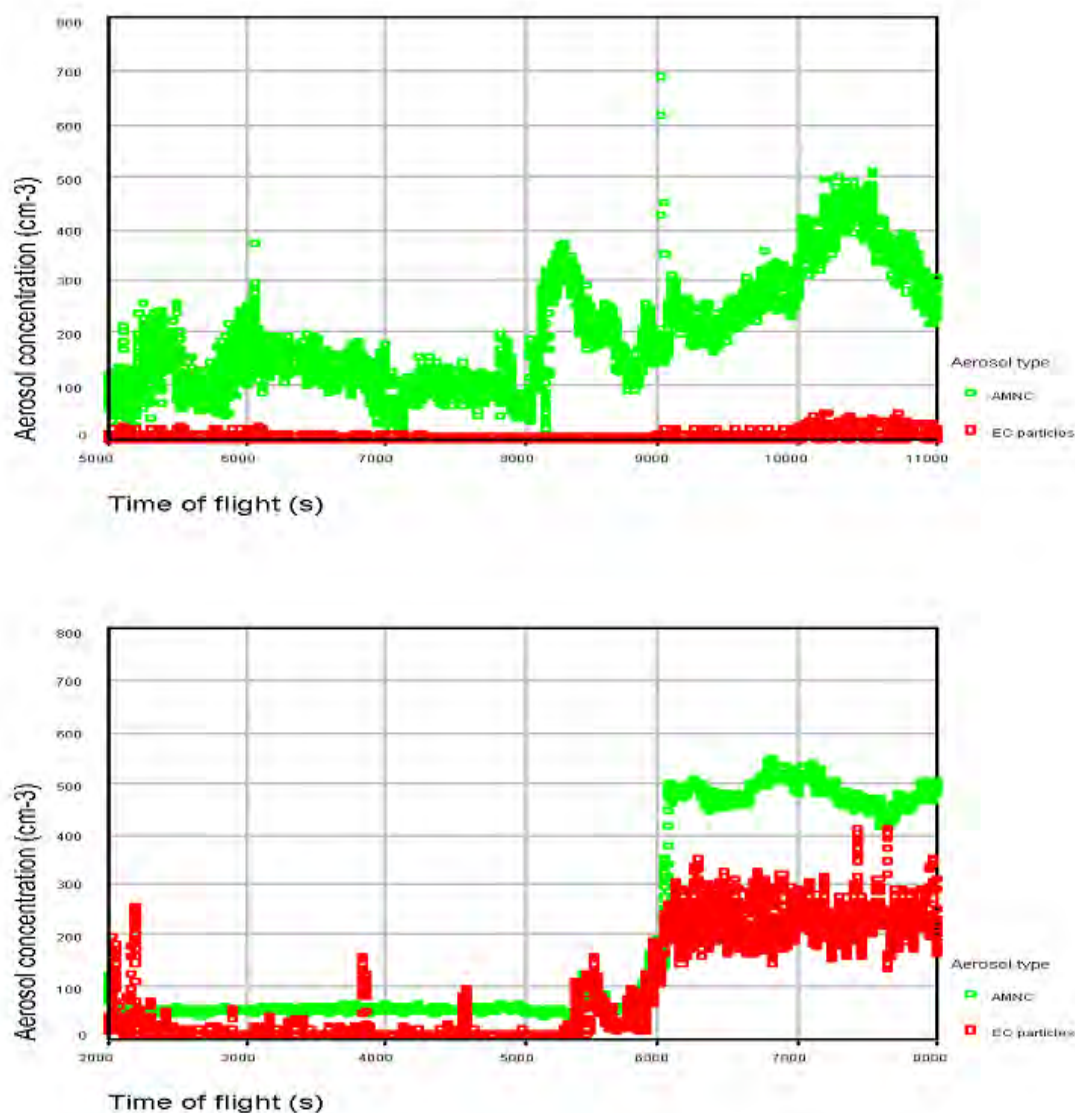 800
700
600
500
400
300
200
100
0
Aerosol concentration (cm-3)
5000 6000 7000 8000 9000 10000 11000
Time of flight (s)
Aerosol type
AMNC
EC particles
800
700
600
500
400
300
200
100
0
Aerosol concentration (cm-3)
2000 3000 4000 5000 6000 7000 8000
Time of flight (s)
Aerosol type
AMNC
EC particles